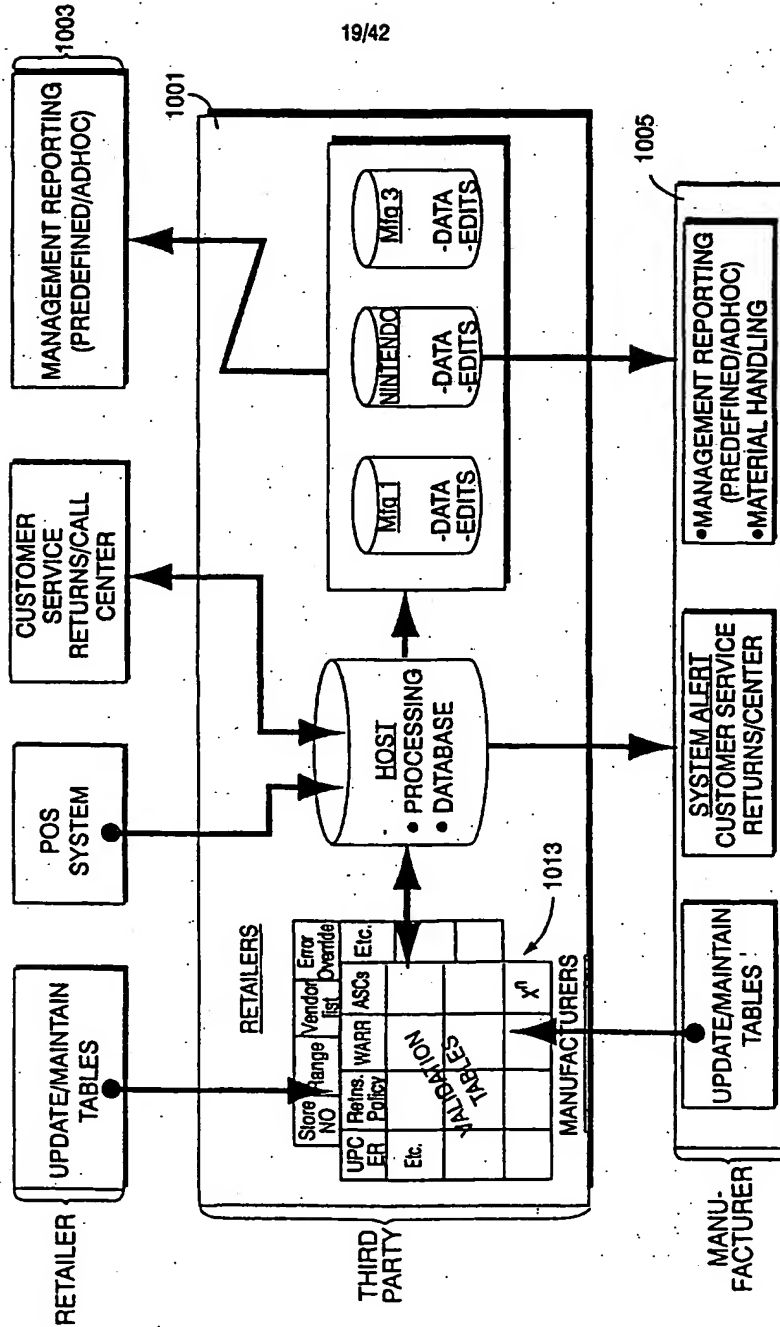 19/42
RETAILER
UPDATE/MAINTAIN
TABLES
POS
SYSTEM
CUSTOMER
SERVICE
RETURNS/CALL
CENTER
MANAGEMENT REPORTING
(PREDEFINED/ADHOC)
1003
THIRD
PARTY
1001
RETAILERS
Store
NO
Range
Vendor
list
Error
Override
UPC
ER
Retns.
Policy
WARR
ASCs
Etc.
Etc.
VALIDATION
TABLES
Xⁿ
MANUFACTURERS
1013
HOST
• PROCESSING
• DATABASE
Mfg 1
-DATA
-EDITS
NINTENDO
-DATA
-EDITS
Mfg 3
-DATA
-EDITS
MANU-
FACTURER
UPDATE/MAINTAIN
TABLES
SYSTEM ALERT
CUSTOMER SERVICE
RETURNS/CENTER
•MANAGEMENT REPORTING
(PREDEFINED/ADHOC)
•MATERIAL HANDLING
1005